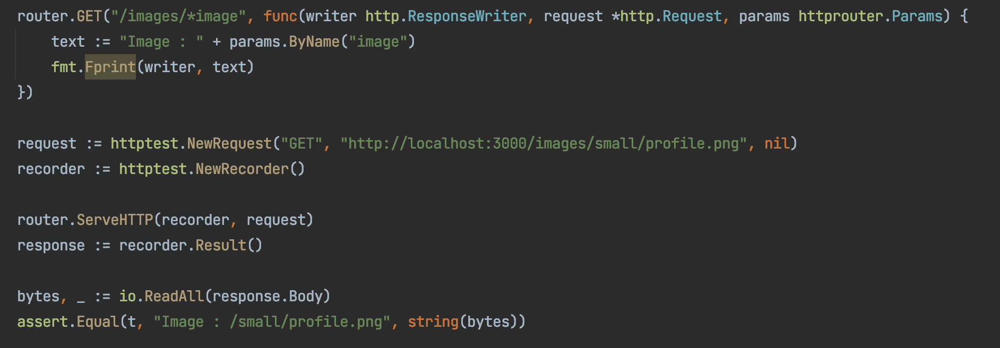 router.GET("/images/*image", func(writer http.ResponseWriter, request *http.Request, params httprouter.Params) {
    text := "Image : " + params.ByName("image")
    fmt.Fprint(writer, text)
})

request := httptest.NewRequest("GET", "http://localhost:3000/images/small/profile.png", nil)
recorder := httptest.NewRecorder()

router.ServeHTTP(recorder, request)
response := recorder.Result()

bytes, _ := io.ReadAll(response.Body)
assert.Equal(t, "Image : /small/profile.png", string(bytes))